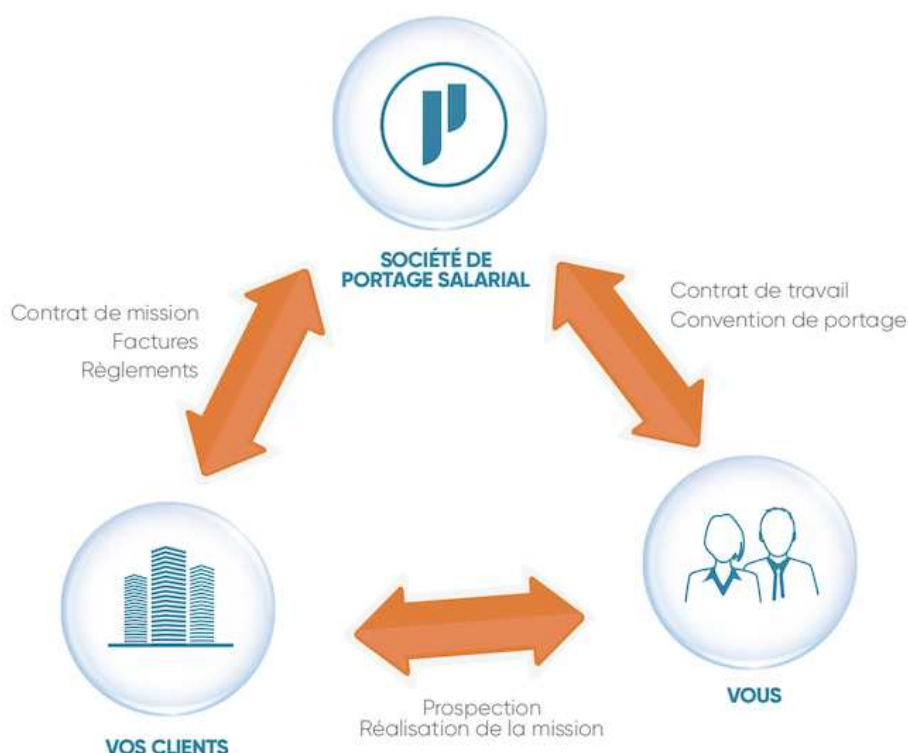 SOCIÉTÉ DE
PORTAGE SALARIAL
Contrat de mission
Factures
Règlements
Contrat de travail
Convention de portage
VOUS
Prospection
Réalisation de la mission
VOS CLIENTS